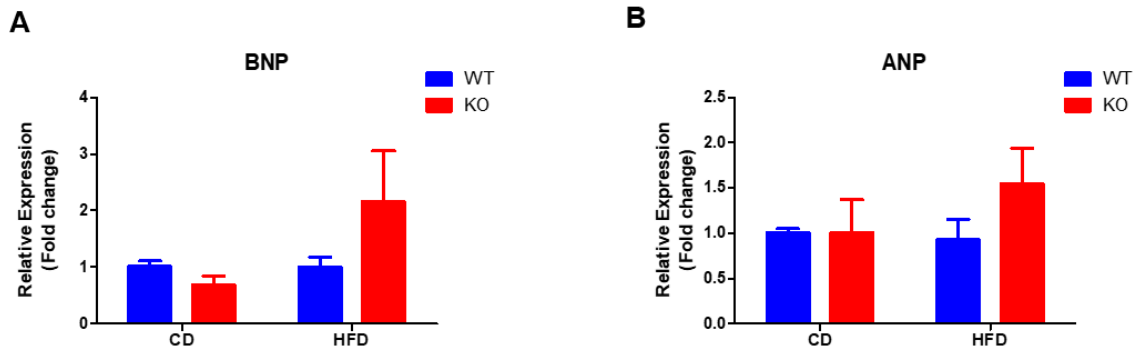 A
BNP
WT
KO
Relative Expression
(Fold change)
4
3
2
1
0
CD
HFD
B
ANP
WT
KO
Relative Expression
(Fold change)
2.5
2.0
1.5
1.0
0.5
0.0
CD
HFD